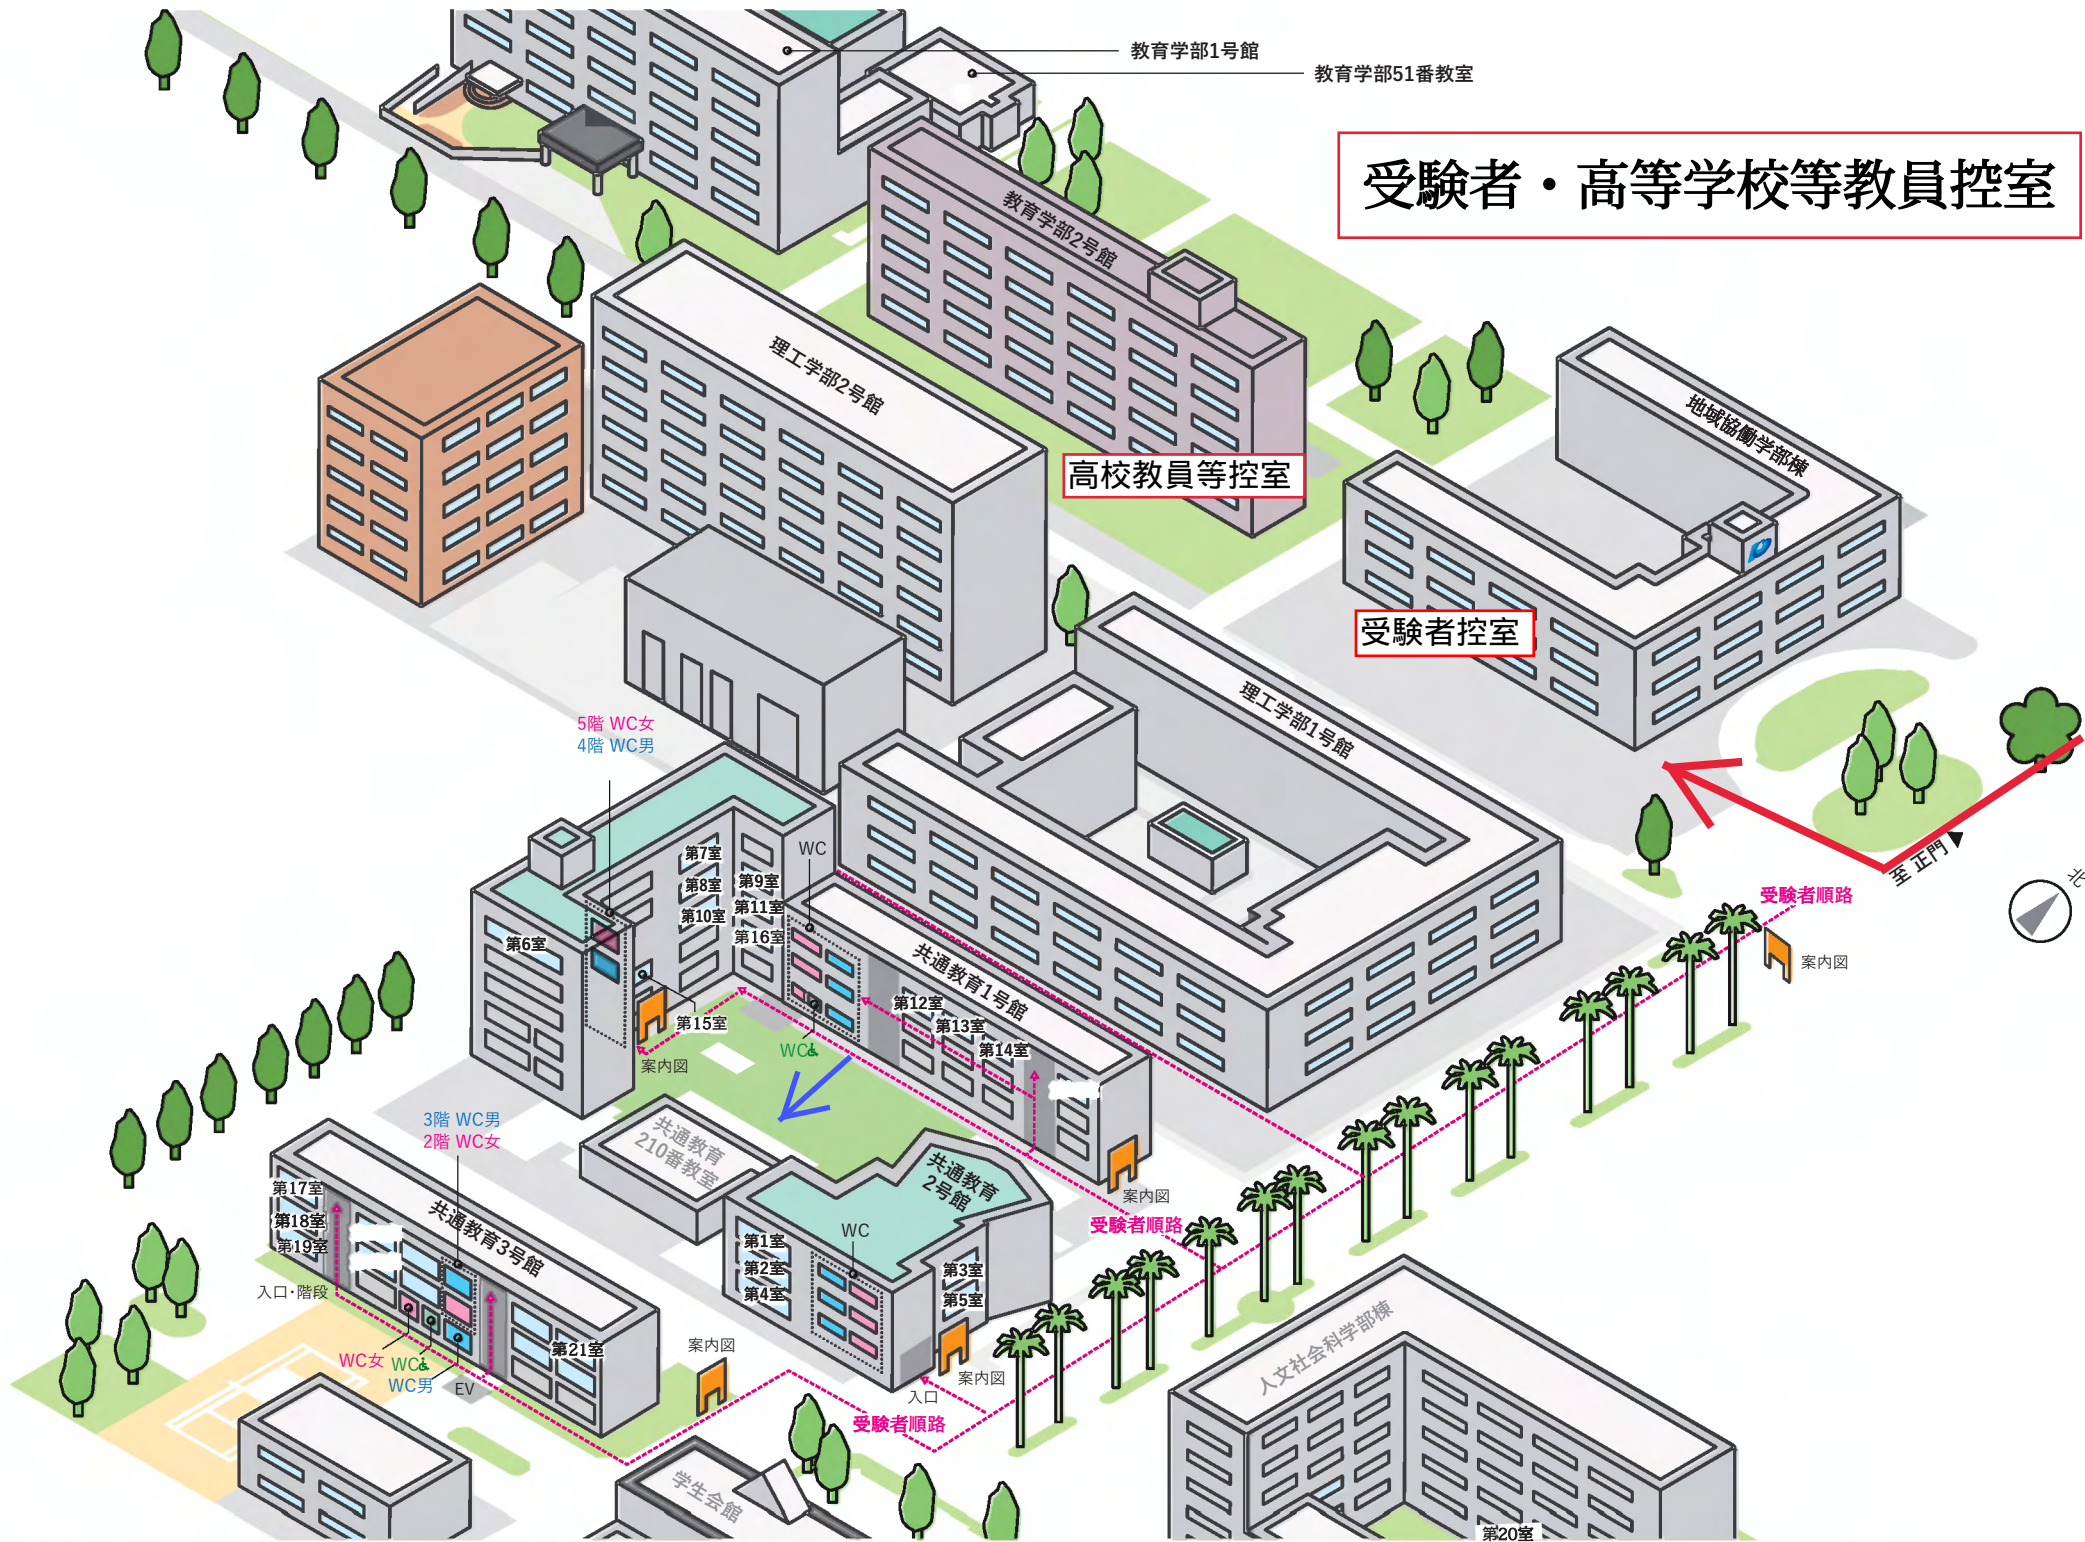 教育学部1号館
教育学部51番教室
受験者・高等学校等教員控室
教育学部2号館
理工学部2号館
地域協働学部棟
高校教員等控室
受験者控室
理工学部1号館
5階 WC女
4階 WC男
至 正門
北
WC
第7室
第8室
第10室
第9室
第11室
第16室
第6室
第15室
案内図
共通教育1号館
第12室
第13室
第14室
WC
受験者順路
案内図
3階 WC男
2階 WC女
共通教育
210番教室
共通教育
2号館
案内図
受験者順路
第17室
第18室
第19室
共通教育3号館
入口・階段
第1室
第2室
第4室
WC
第3室
第5室
WC女
WC
WC男
EV
第21室
案内図
案内図
入口
受験者順路
人文社会科学部棟
学生会館
第20室